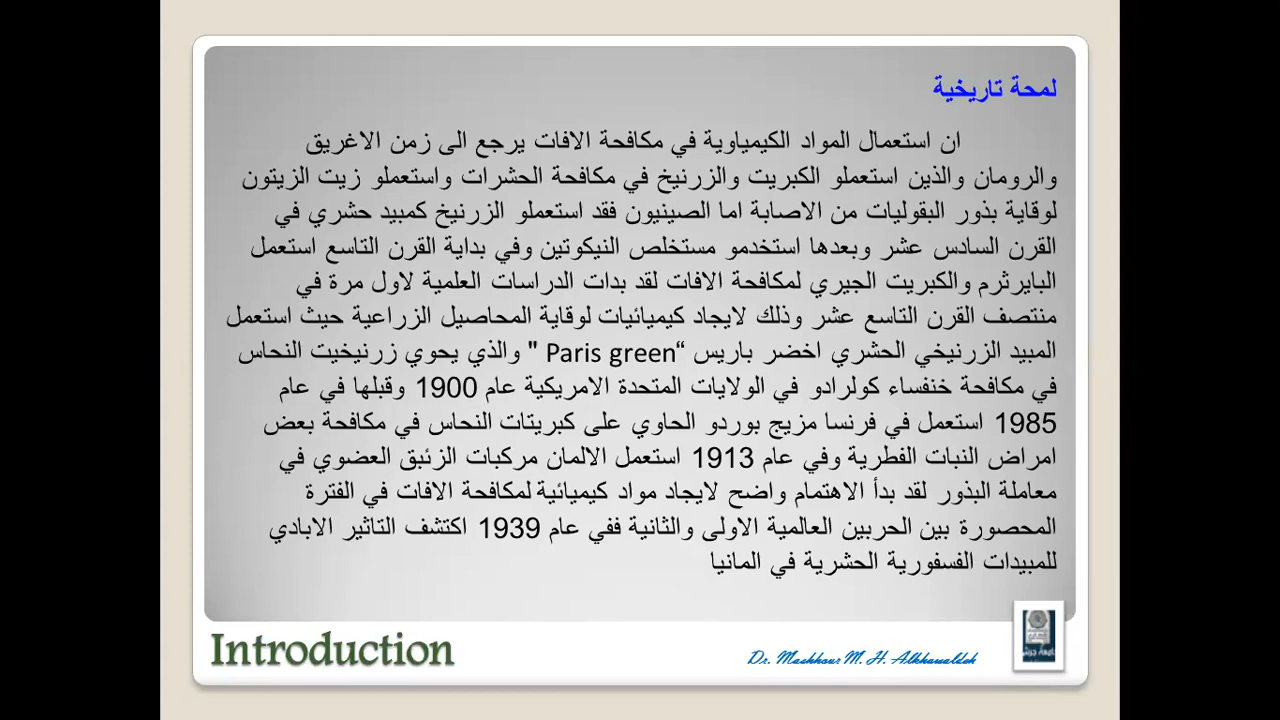 لمحة تاريخية
ان استعمال المواد الكيمياوية في مكافحة الافات يرجع الى زمن الاغريق
والرومان والذين استعملو الكبريت والزرنيخ في مكافحة الحشرات واستعملو زيت الزيتون
لوقاية بذور البقوليات من الاصابة اما الصينيون فقد استعملو الزرنيخ كمبيد حشري في
القرن السادس عشر وبعدها استخدمو مستخلص النيكوتين وفي بداية القرن التاسع استعمل
البايرثرم والكبريت الجيري لمكافحة الافات لقد بدات الدراسات العلمية لاول مرة في
منتصف القرن التاسع عشر وذلك لايجاد كيميائيات لوقاية المحاصيل الزراعية حيث استعمل
المبيد الزرنيخي الحشري اخضر باريس “Paris green " والذي يحوي زرنيخيت النحاس
في مكافحة خنفساء كولرادو في الولايات المتحدة الامريكية عام 1900 وقبلها في عام
1985 استعمل في فرنسا مزيج بوردو الحاوي على كبريتات النحاس في مكافحة بعض
امراض النبات الفطرية وفي عام 1913 استعمل الالمان مركبات الزئبق العضوي في
معاملة البذور لقد بدأ الاهتمام واضح لايجاد مواد كيميائية لمكافحة الافات في الفترة
المحصورة بين الحربين العالمية الاولى والثانية ففي عام 1939 اكتشف التاثير الابادي
للمبيدات الفسفورية الحشرية في المانيا
Introduction
Dr. Mashhour M. H. Alkhawaldeh